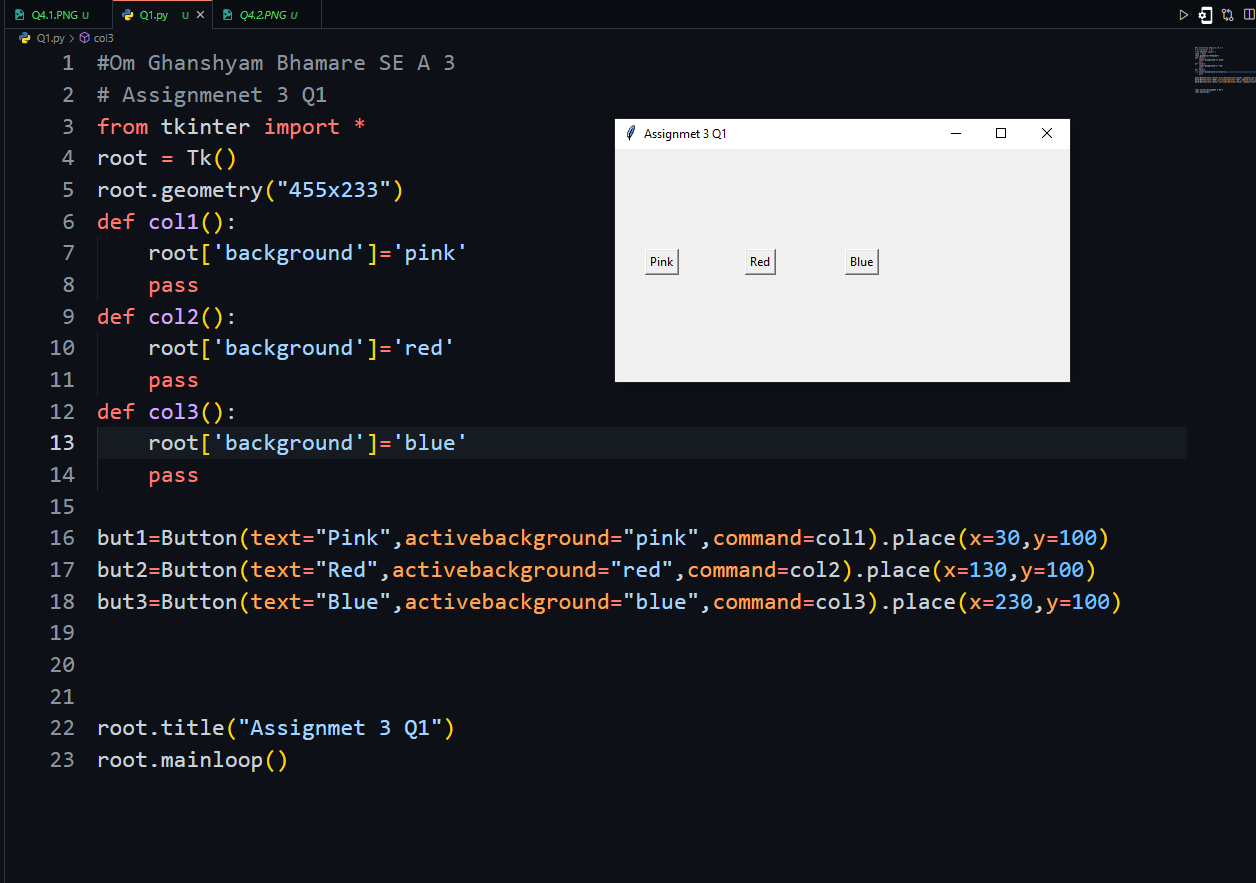 Q4.1.PNG U
Q1.py U
Q4.2.PNG U
Q1.py > col3
1 #Om Ghanshyam Bhamare SE A 3
2 # Assignmenet 3 Q1
3 from tkinter import *
4 root = Tk()
5 root.geometry("455x233")
6 def col1():
7     root['background']='pink'
8     pass
9 def col2():
10     root['background']='red'
11     pass
12 def col3():
13     root['background']='blue'
14     pass
15
16 but1=Button(text="Pink",activebackground="pink",command=col1).place(x=30,y=100)
17 but2=Button(text="Red",activebackground="red",command=col2).place(x=130,y=100)
18 but3=Button(text="Blue",activebackground="blue",command=col3).place(x=230,y=100)
19
20
21
22 root.title("Assignmet 3 Q1")
23 root.mainloop()
Assignmet 3 Q1
Pink
Red
Blue